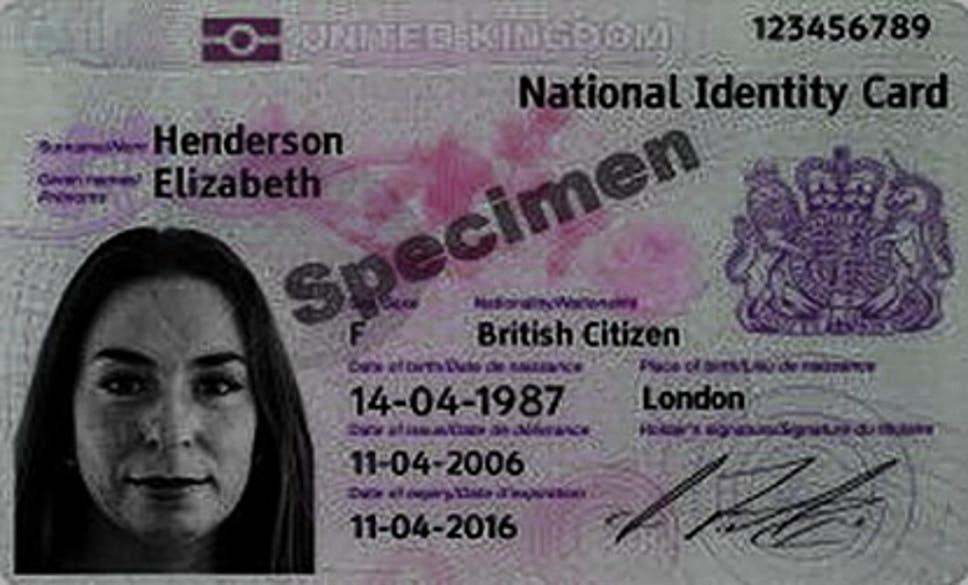 UNITED KINGDOM
123456789
National Identity Card
Surname/Nom Henderson
Given names/ Elizabeth
Prénoms
Specimen
Sex/Sexe Nationality/Nationalité
F British Citizen
Date of birth/Date de naissance Place of birth/Lieu de naissance
14-04-1987 London
Date of issue/Date de délivrance Holder's signature/Signature du titulaire
11-04-2006
Date of expiry/Date d'expiration
11-04-2016